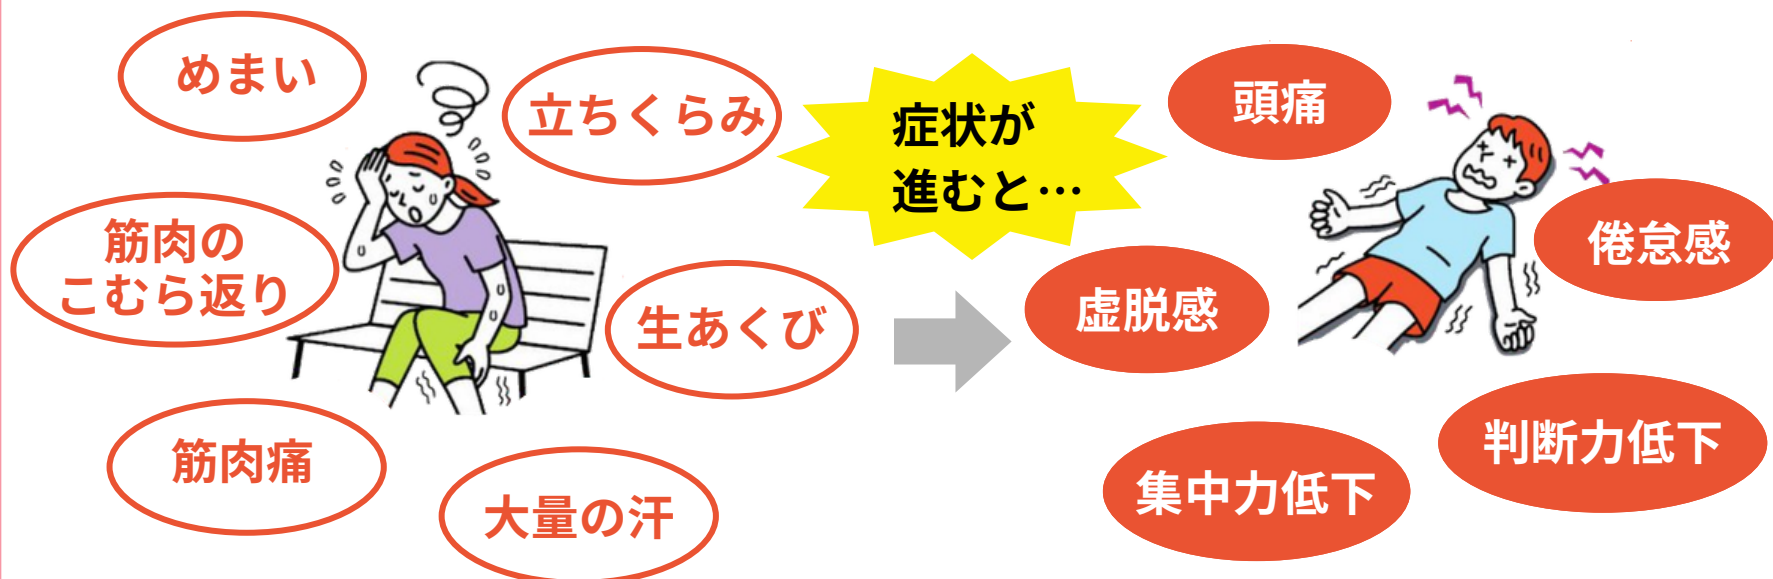 めまい
立ちくらみ
筋肉の
こむら返り
生あくび
筋肉痛
大量の汗
症状が
進むと…
頭痛
倦怠感
虚脱感
判断力低下
集中力低下